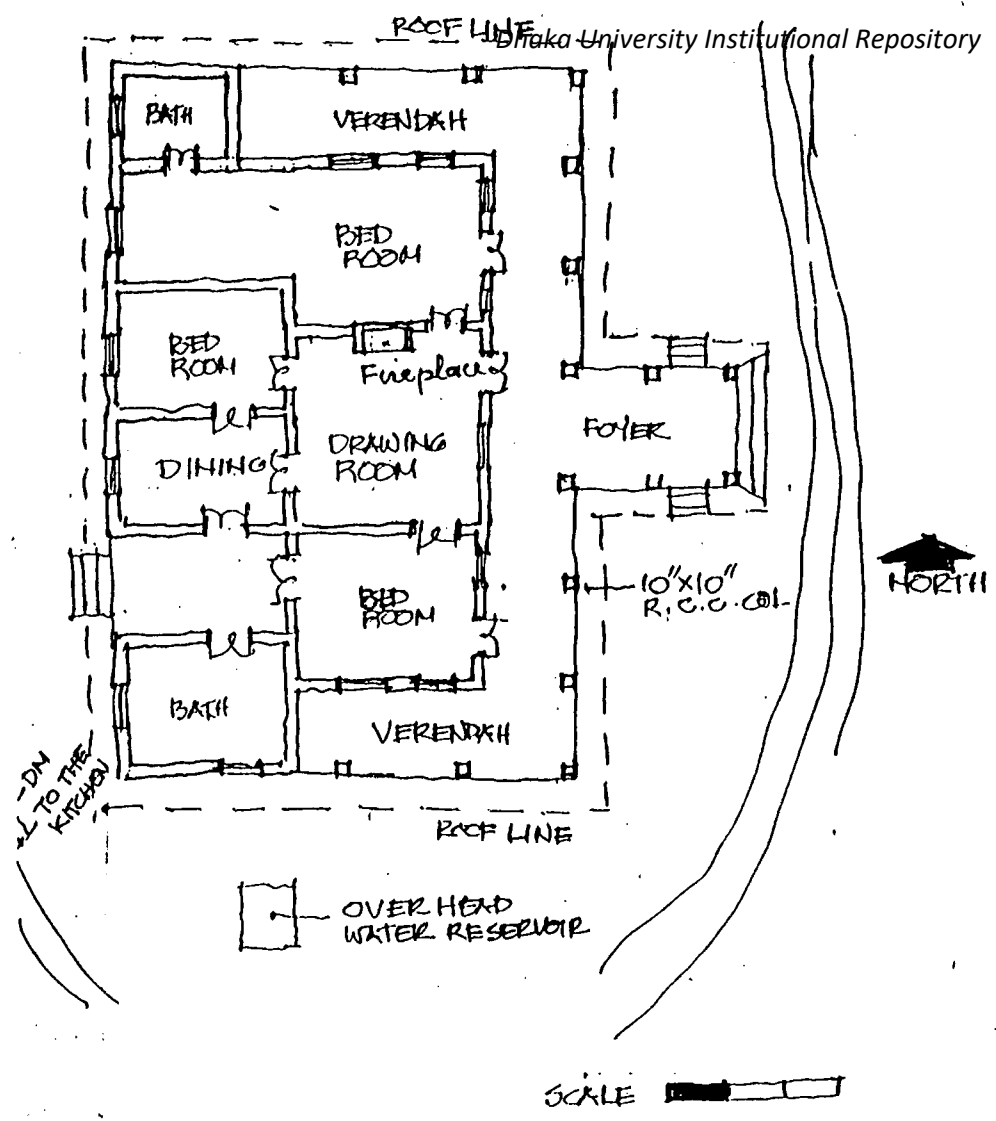 ROOF LINE
Dhaka University Institutional Repository
BATH
VERENDAH
BED
ROOM
BED
ROOM
Fireplace
FOYER
DRAWING
ROOM
DINING
NORTH
10"X10"
R.C.C. COL.
BED
ROOM
BATH
VERENDAH
DN
TO THE
KITCHEN
ROOF LINE
OVER HEAD
WATER RESERVOIR
SCALE